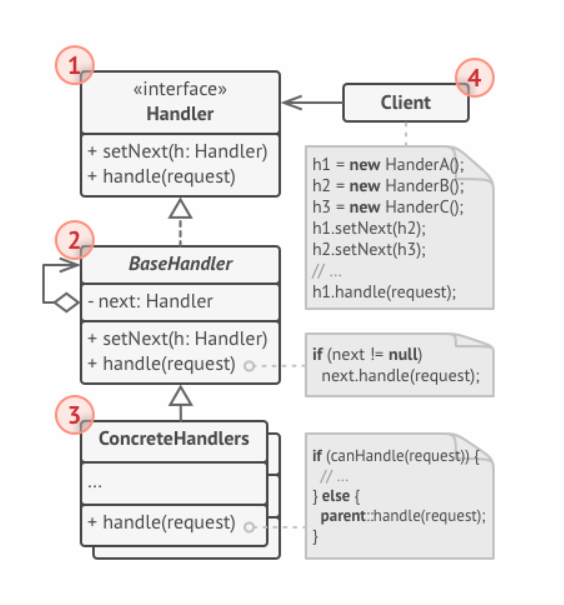 1
«interface»
Handler
+ setNext(h: Handler)
+ handle(request)
4
Client
h1 = new HanderA();
h2 = new HanderB();
h3 = new HanderC();
h1.setNext(h2);
h2.setNext(h3);
// ...
h1.handle(request);
2
BaseHandler
- next: Handler
+ setNext(h: Handler)
+ handle(request)
if (next != null)
next.handle(request);
3
ConcreteHandlers
...
+ handle(request)
if (canHandle(request)) {
// ...
} else {
parent::handle(request);
}